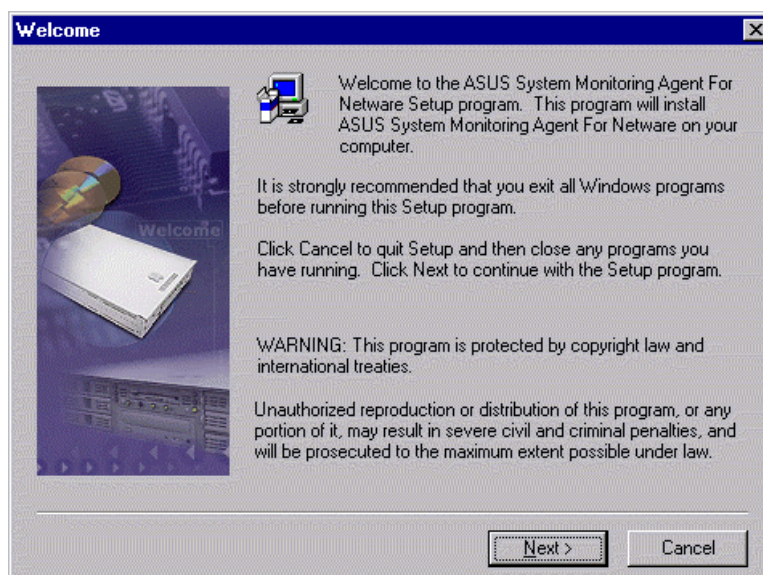 Welcome
Welcome to the ASUS System Monitoring Agent For
Netware Setup program.  This program will install
ASUS System Monitoring Agent For Netware on your
computer.
Welcome
It is strongly recommended that you exit all Windows programs
before running this Setup program.
Click Cancel to quit Setup and then close any programs you
have running.  Click Next to continue with the Setup program.
WARNING: This program is protected by copyright law and
international treaties.
Unauthorized reproduction or distribution of this program, or any
portion of it, may result in severe civil and criminal penalties, and
will be prosecuted to the maximum extent possible under law.
Next >
Cancel